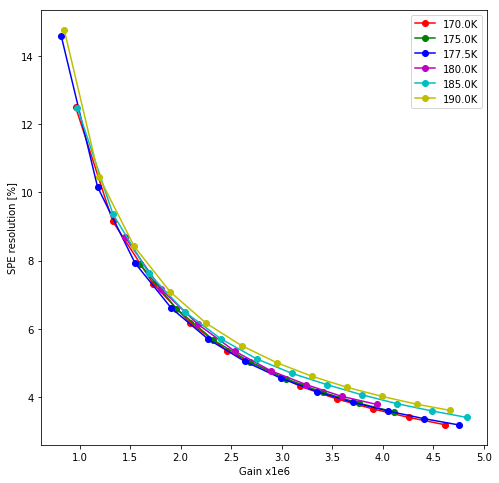 170.0K
175.0K
177.5K
180.0K
185.0K
190.0K
SPE resolution [%]
14
12
10
8
6
4
1.0 1.5 2.0 2.5 3.0 3.5 4.0 4.5 5.0
Gain x1e6